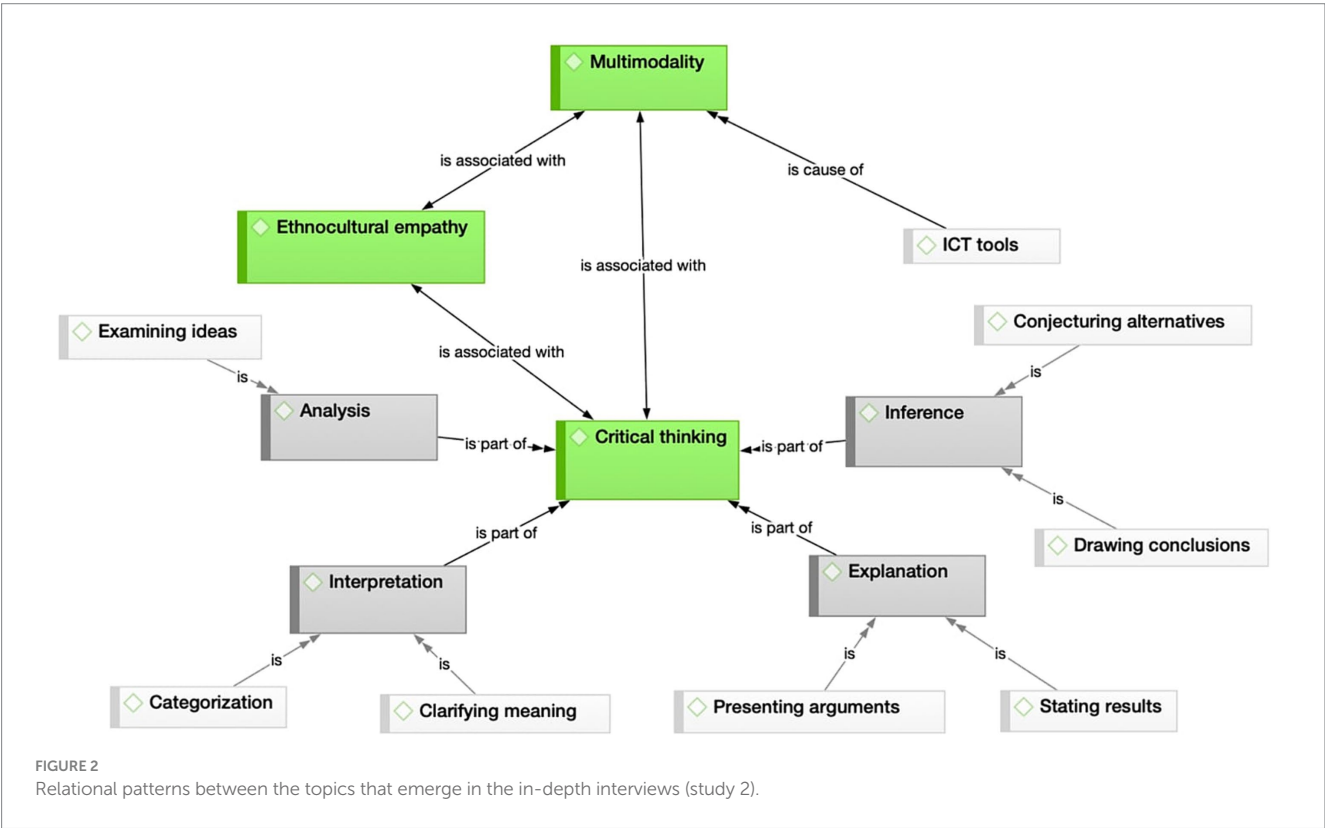 Multimodality
is associated with
is cause of
Ethnocultural empathy
ICT tools
is associated with
Examining ideas
Conjecturing alternatives
is associated with
is
is
Analysis
Inference
is part of
Critical thinking
is part of
is
is part of
is part of
Drawing conclusions
Interpretation
Explanation
is
is
is
is
Categorization
Clarifying meaning
Presenting arguments
Stating results
FIGURE 2
Relational patterns between the topics that emerge in the in-depth interviews (study 2).